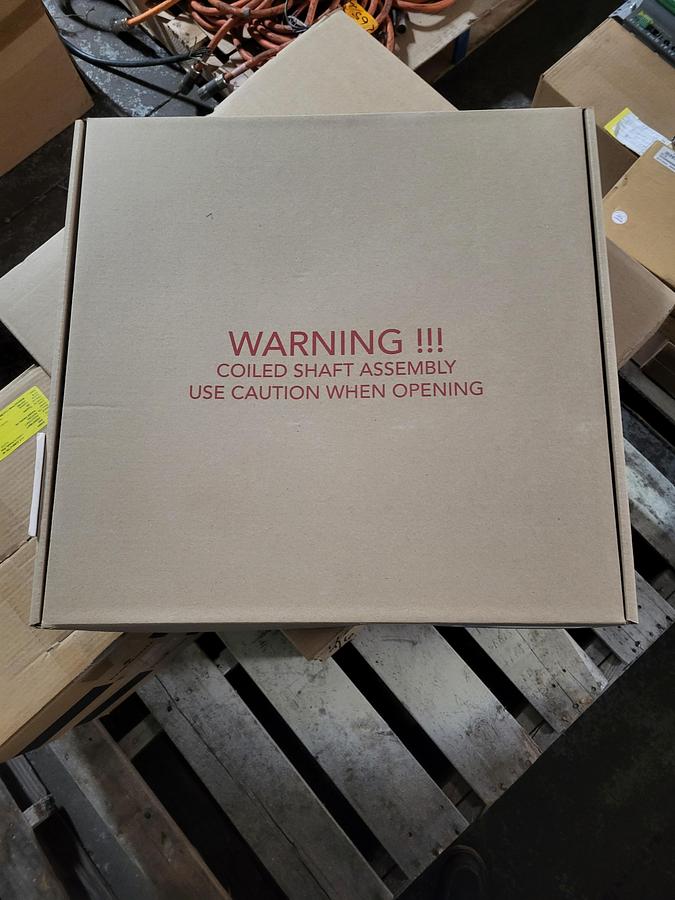 WARNING !!!
COILED SHAFT ASSEMBLY
USE CAUTION WHEN OPENING